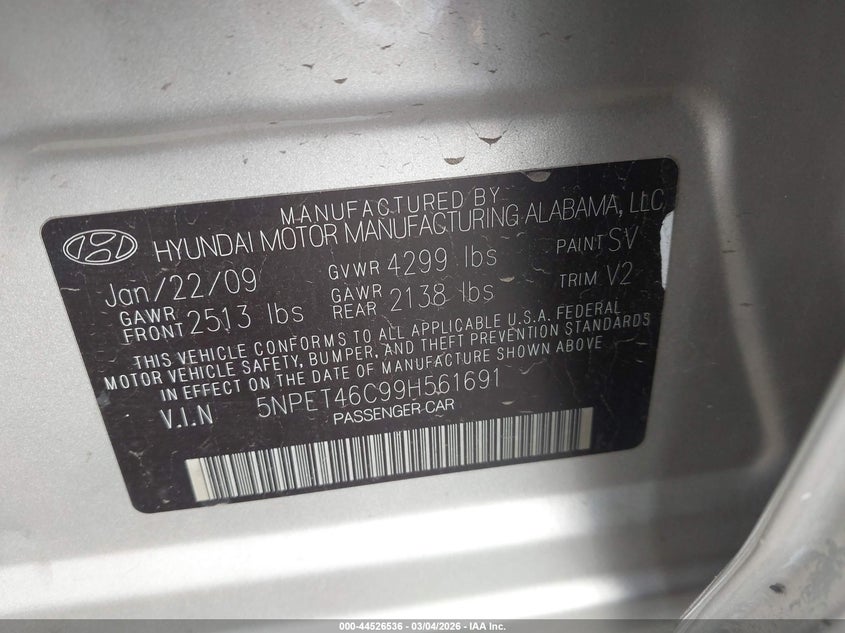 MANUFACTURED BY
HYUNDAI MOTOR MANUFACTURING ALABAMA, LLC
Jan/22/09 GVWR 4299 lbs PAINT SV
GAWR FRONT 2513 lbs GAWR REAR 2138 lbs TRIM V2
THIS VEHICLE CONFORMS TO ALL APPLICABLE U.S.A. FEDERAL
MOTOR VEHICLE SAFETY, BUMPER, AND THEFT PREVENTION STANDARDS
IN EFFECT ON THE DATE OF MANUFACTURE SHOWN ABOVE
V.I.N 5NPET46C99H561691
PASSENGER CAR
000-44526536 - 03/04/2026 - IAA Inc.